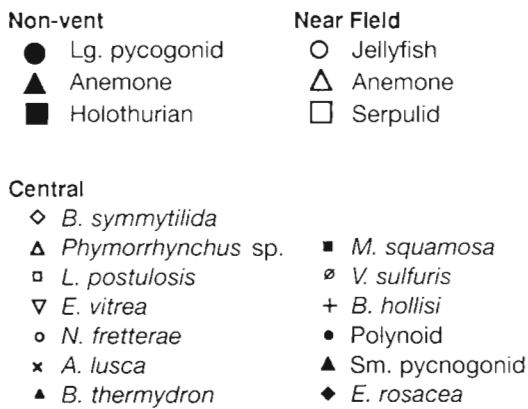 Non-vent
Lg. pycogonid
Anemone
Holothurian
Near Field
Jellyfish
Anemone
Serpulid
Central
B. symmytilida
Phymorrhynchus sp.
L. postulosis
E. vitrea
N. fretterae
A. lusca
B. thermydron
M. squamosa
V. sulfuris
B. hollisi
Polynoid
Sm. pycnogonid
E. rosacea